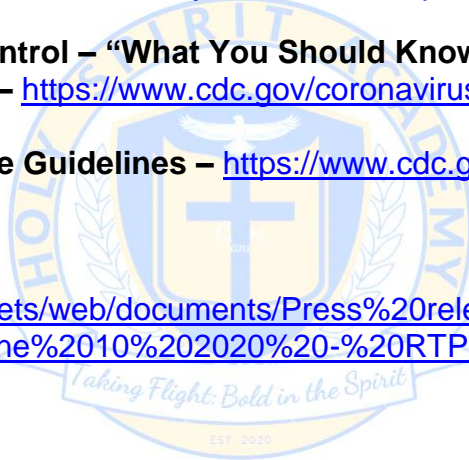 ntrol – “What You Should Know
– https://www.cdc.gov/coronavirus
e Guidelines – https://www.cdc.g
ets/web/documents/Press%20rele
ne%2010%202020%20-%20RTP
HOLY SPIRIT ACADEMY
Taking Flight: Bold in the Spirit
EST. 2020